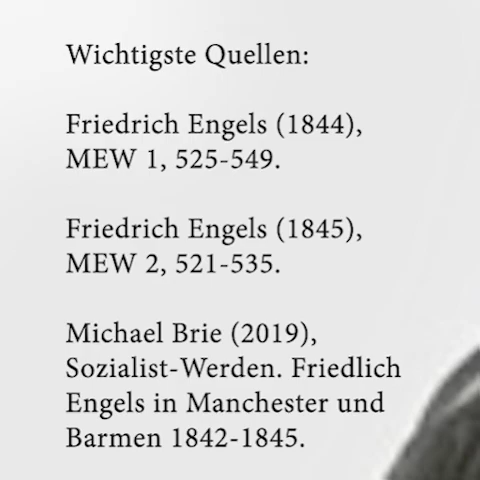 Wichtigste Quellen:
Friedrich Engels (1844),
MEW 1, 525-549.
Friedrich Engels (1845),
MEW 2, 521-535.
Michael Brie (2019),
Sozialist-Werden. Friedlich
Engels in Manchester und
Barmen 1842-1845.